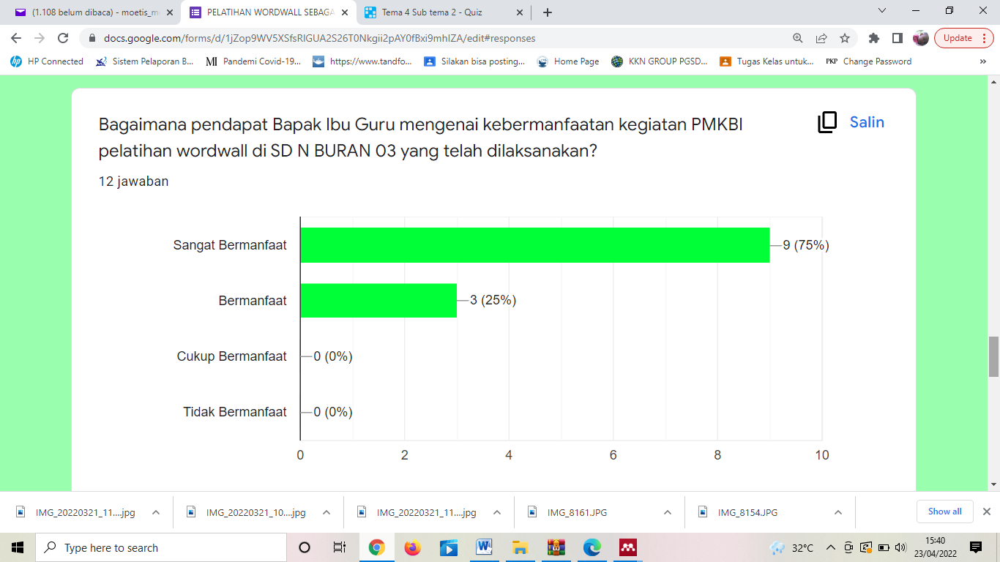 (1.108 belum dibaca) - moetis_m
PELATIHAN WORDWALL SEBAGA
Tema 4 Sub tema 2 - Quiz
docs.google.com/forms/d/1jZop9WV5XSfsRlGUA2S26T0Nkgii2pAY0fBxi9mhlZA/edit#responses
Update
HP Connected
Sistem Pelaporan B...
Pandemi Covid-19...
https://www.tandfo...
Silakan bisa posting...
Home Page
KKN GROUP PGSD...
Tugas Kelas untuk...
PKP Change Password
»
Bagaimana pendapat Bapak Ibu Guru mengenai kebermanfaatan kegiatan PMKBI
pelatihan wordwall di SD N BURAN 03 yang telah dilaksanakan?
Salin
12 jawaban
Sangat Bermanfaat 9 (75%)
Bermanfaat 3 (25%)
Cukup Bermanfaat 0 (0%)
Tidak Bermanfaat 0 (0%)
0 2 4 6 8 10
IMG_20220321_11....jpg
IMG_20220321_10....jpg
IMG_20220321_11....jpg
IMG_8161.JPG
IMG_8154.JPG
Show all
Type here to search
32°C
15:40
23/04/2022